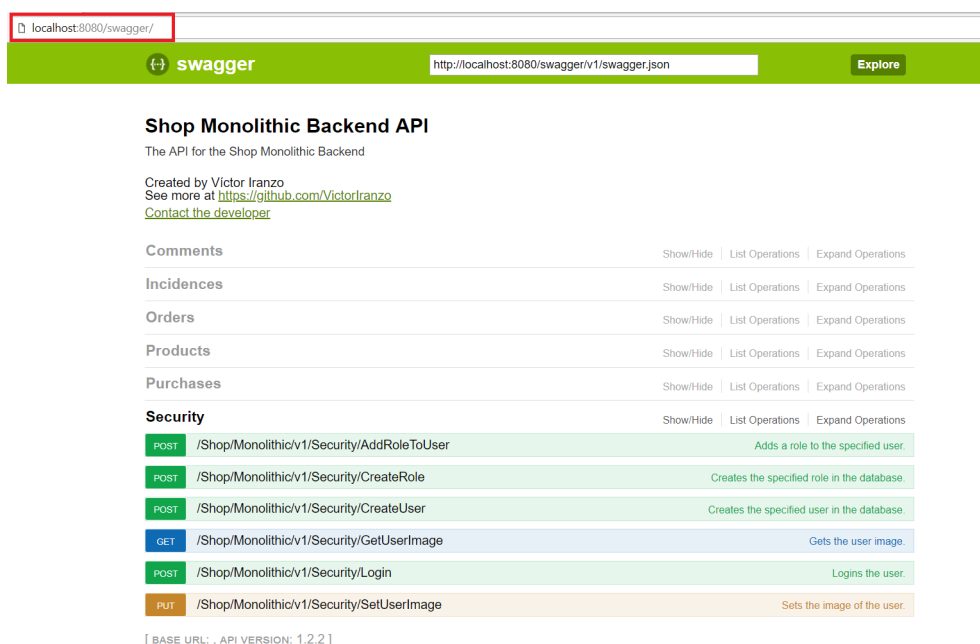 localhost:8080/swagger/
{··} swagger http://localhost:8080/swagger/v1/swagger.json Explore
Shop Monolithic Backend API
The API for the Shop Monolithic Backend
Created by Víctor Iranzo
See more at https://github.com/VictorIranzo
Contact the developer
Comments Show/Hide List Operations Expand Operations
Incidences Show/Hide List Operations Expand Operations
Orders Show/Hide List Operations Expand Operations
Products Show/Hide List Operations Expand Operations
Purchases Show/Hide List Operations Expand Operations
Security Show/Hide List Operations Expand Operations
POST /Shop/Monolithic/v1/Security/AddRoleToUser Adds a role to the specified user.
POST /Shop/Monolithic/v1/Security/CreateRole Creates the specified role in the database.
POST /Shop/Monolithic/v1/Security/CreateUser Creates the specified user in the database.
GET /Shop/Monolithic/v1/Security/GetUserImage Gets the user image.
POST /Shop/Monolithic/v1/Security/Login Logins the user.
PUT /Shop/Monolithic/v1/Security/SetUserImage Sets the image of the user.
[ BASE URL: , API VERSION: 1.2.2 ]